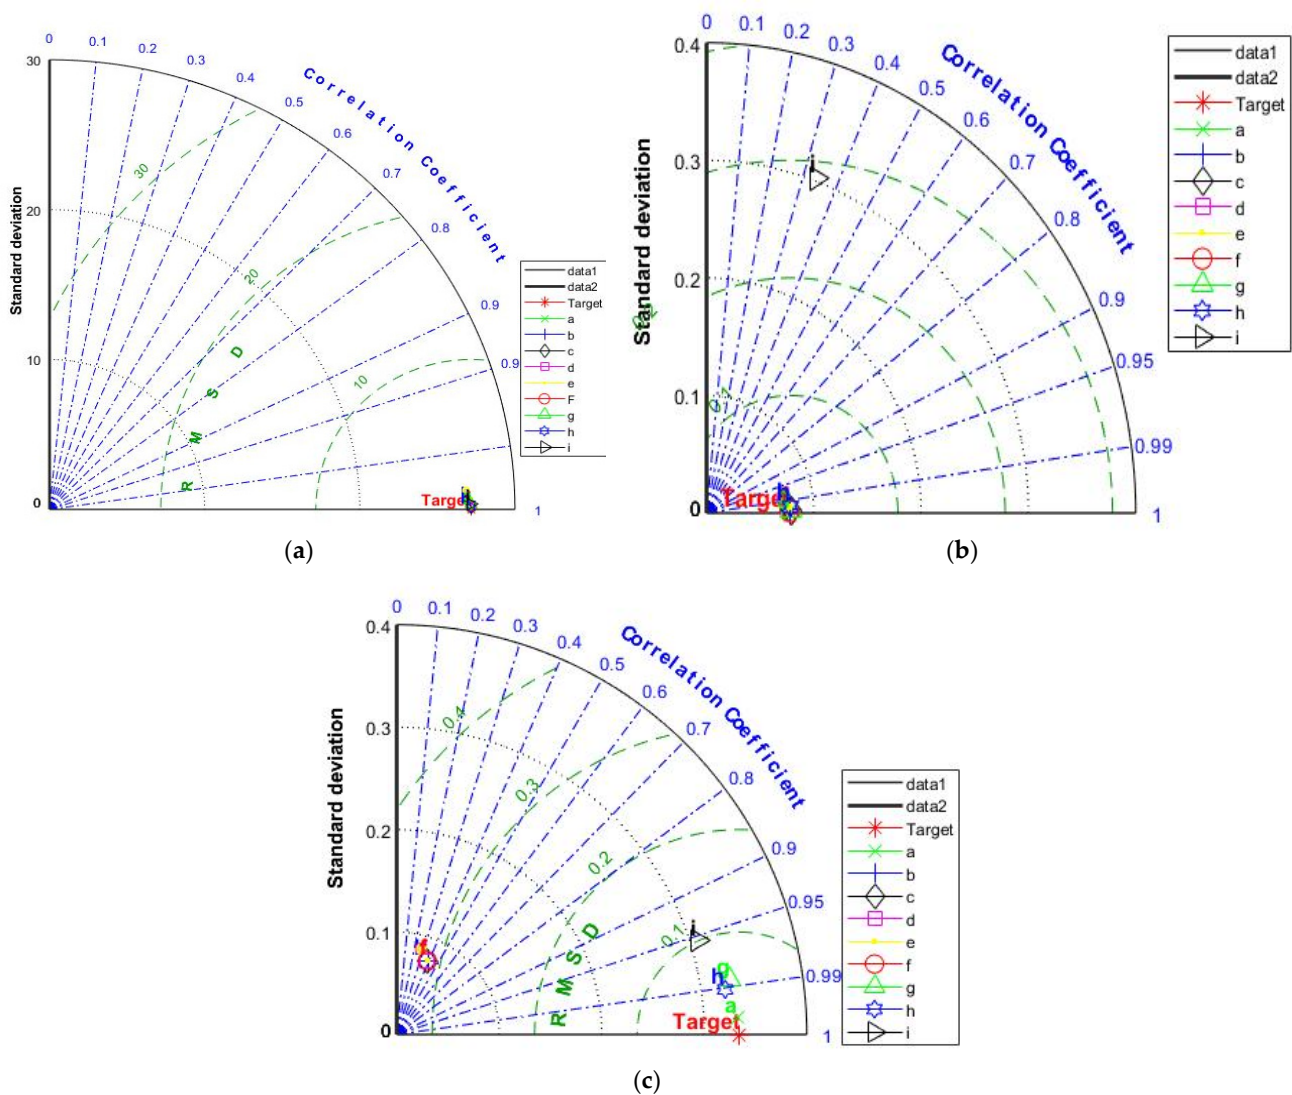 0
0.1
0.2
0.3
0.4
0.5
0.6
0.7
0.8
0.9
0.9
1
Correlation Coefficient
30
20
10
0
Standard deviation
30
20
10
R M S D
Target
data1
data2
Target
a
b
c
d
e
F
g
h
i
(a)
0
0.1
0.2
0.3
0.4
0.5
0.6
0.7
0.8
0.9
0.95
0.99
1
Correlation Coefficient
0.4
0.3
0.2
0.1
0
Standard deviation
0.2
0.1
Target
i
data1
data2
Target
a
b
c
d
e
f
g
h
i
(b)
0
0.1
0.2
0.3
0.4
0.5
0.6
0.7
0.8
0.9
0.95
0.99
1
Correlation Coefficient
0.4
0.3
0.2
0.1
0
Standard deviation
0.4
0.3
0.2
0.1
R M S D
i
g
h
a
Target
data1
data2
Target
a
b
c
d
e
f
g
h
i
(c)